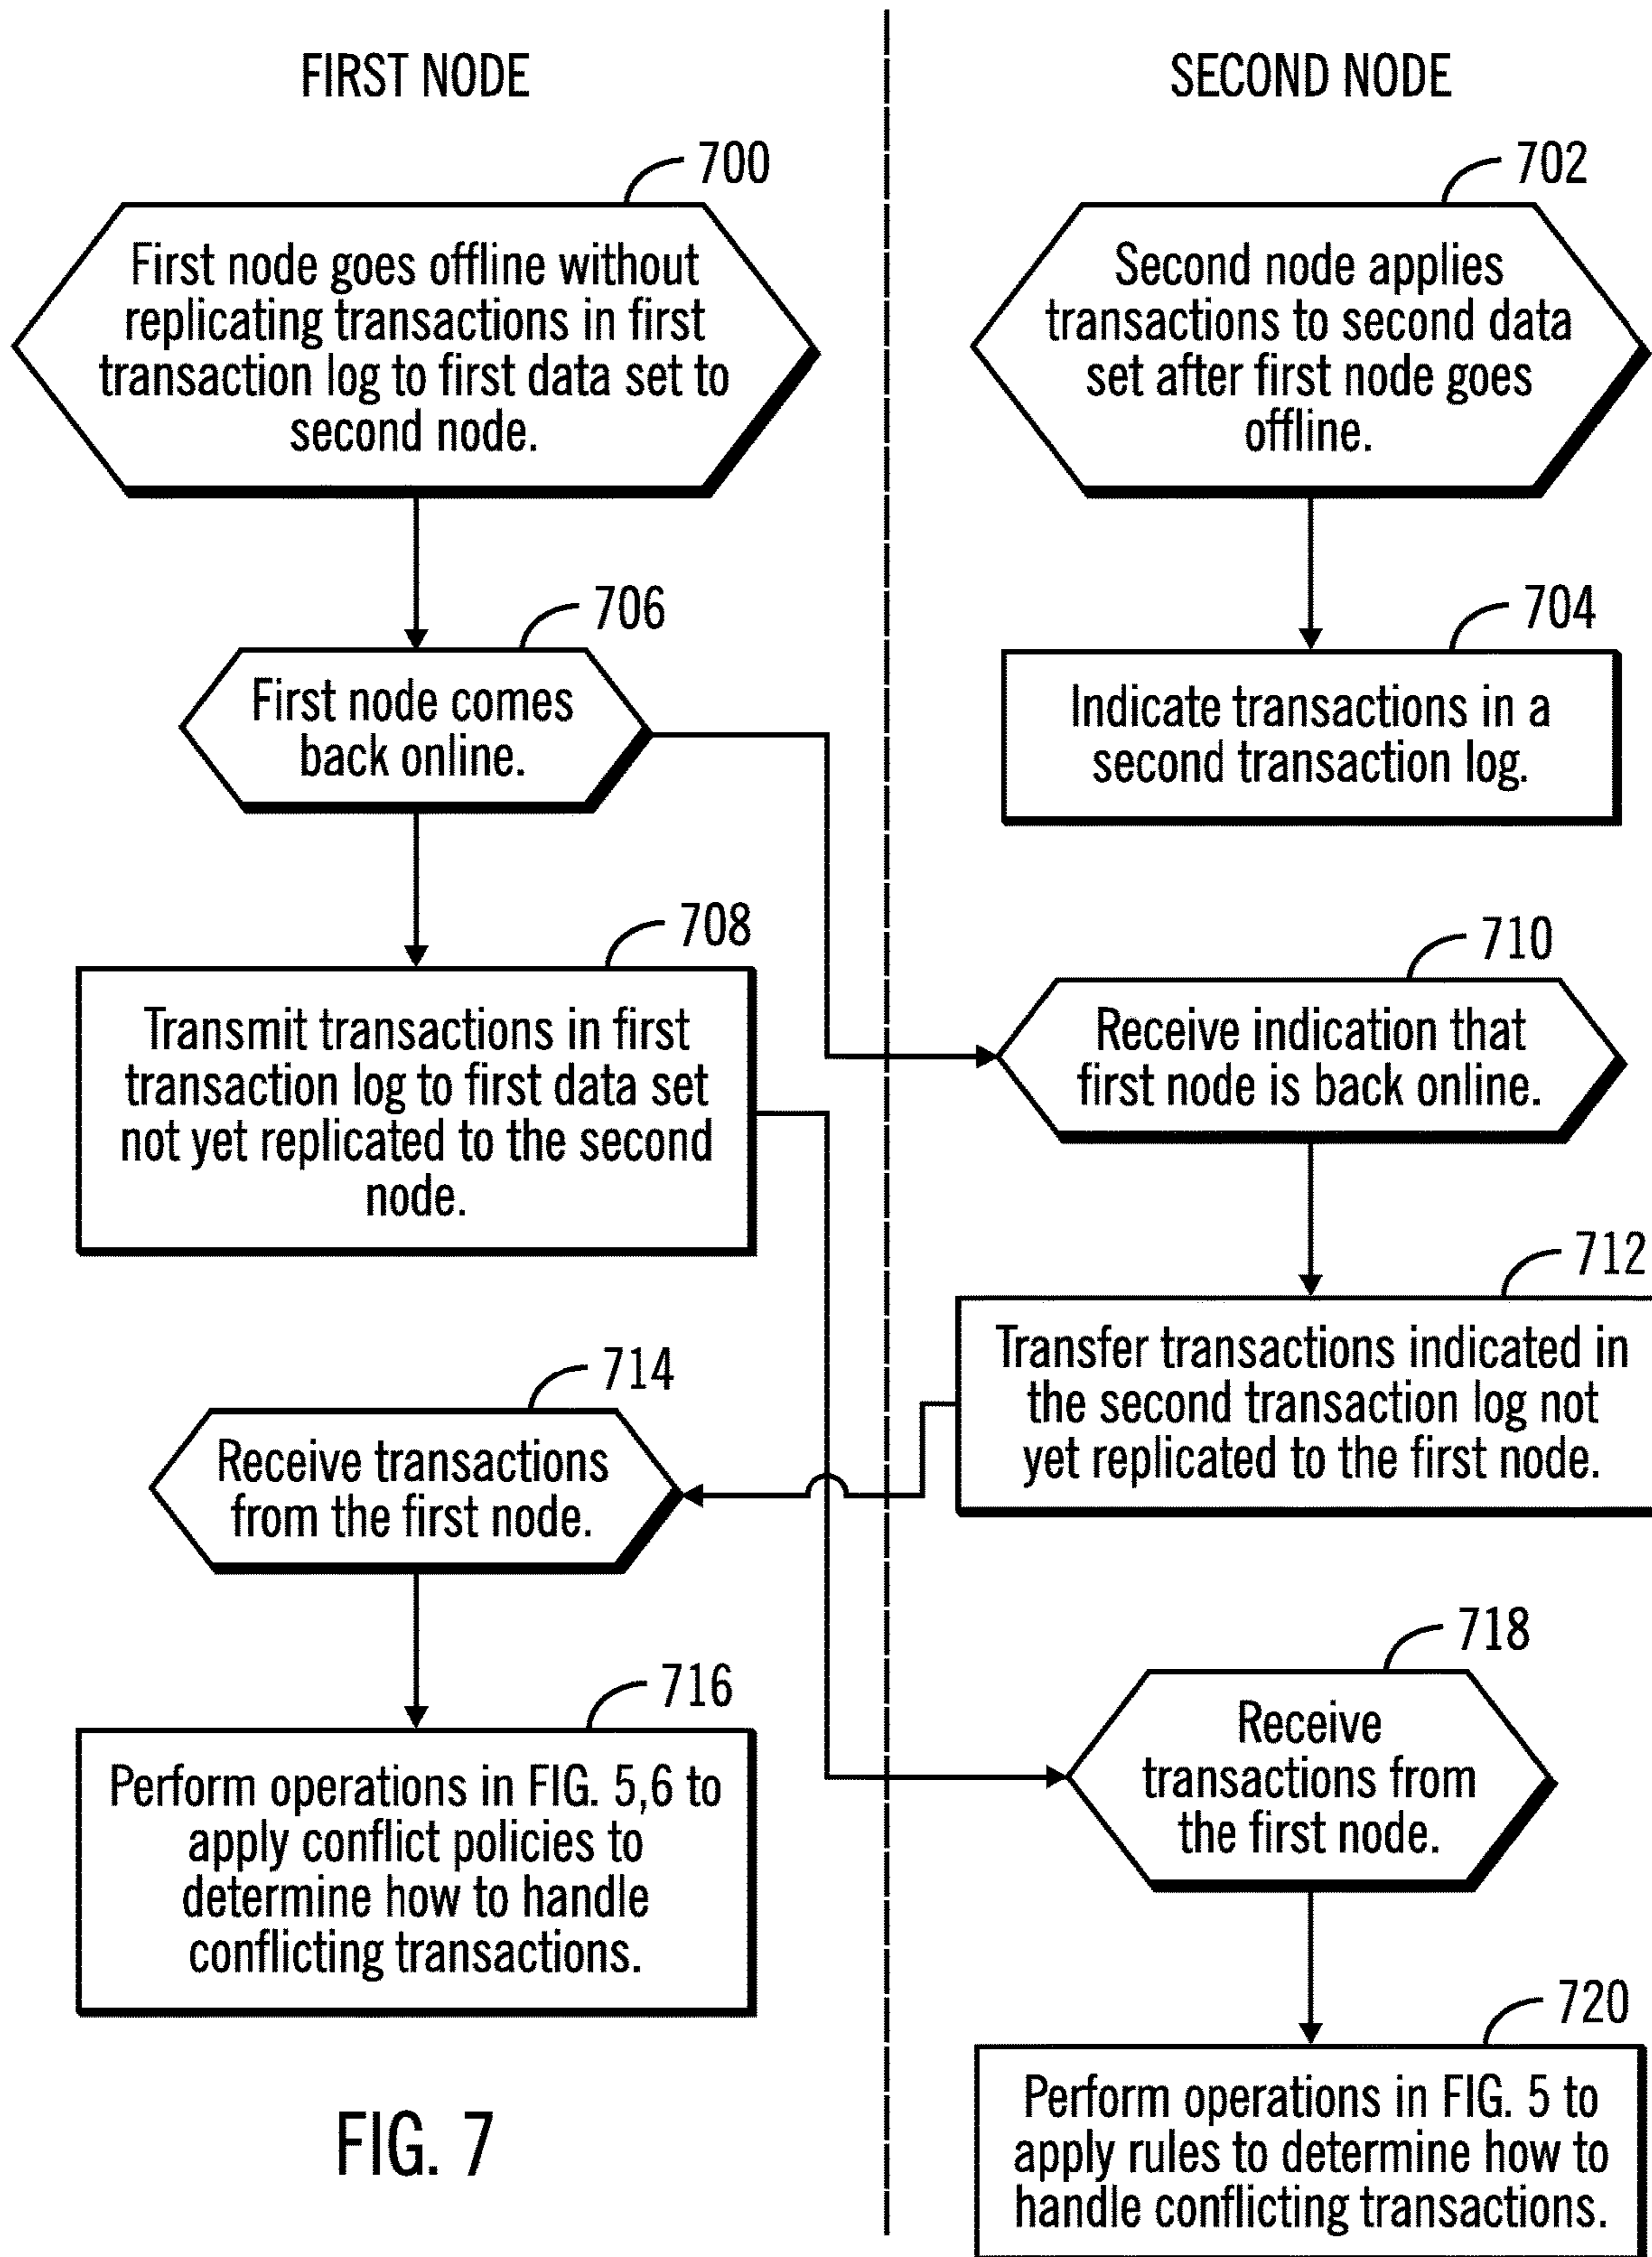 FIRST NODE
SECOND NODE
700
First node goes offline without
replicating transactions in first
transaction log to first data set to
second node.
702
Second node applies
transactions to second data
set after first node goes
offline.
706
First node comes
back online.
704
Indicate transactions in a
second transaction log.
708
Transmit transactions in first
transaction log to first data set
not yet replicated to the second
node.
710
Receive indication that
first node is back online.
712
Transfer transactions indicated in
the second transaction log not
yet replicated to the first node.
714
Receive transactions
from the first node.
716
Perform operations in FIG. 5,6 to
apply conflict policies to
determine how to handle
conflicting transactions.
718
Receive
transactions from
the first node.
720
Perform operations in FIG. 5 to
apply rules to determine how to
handle conflicting transactions.
FIG. 7